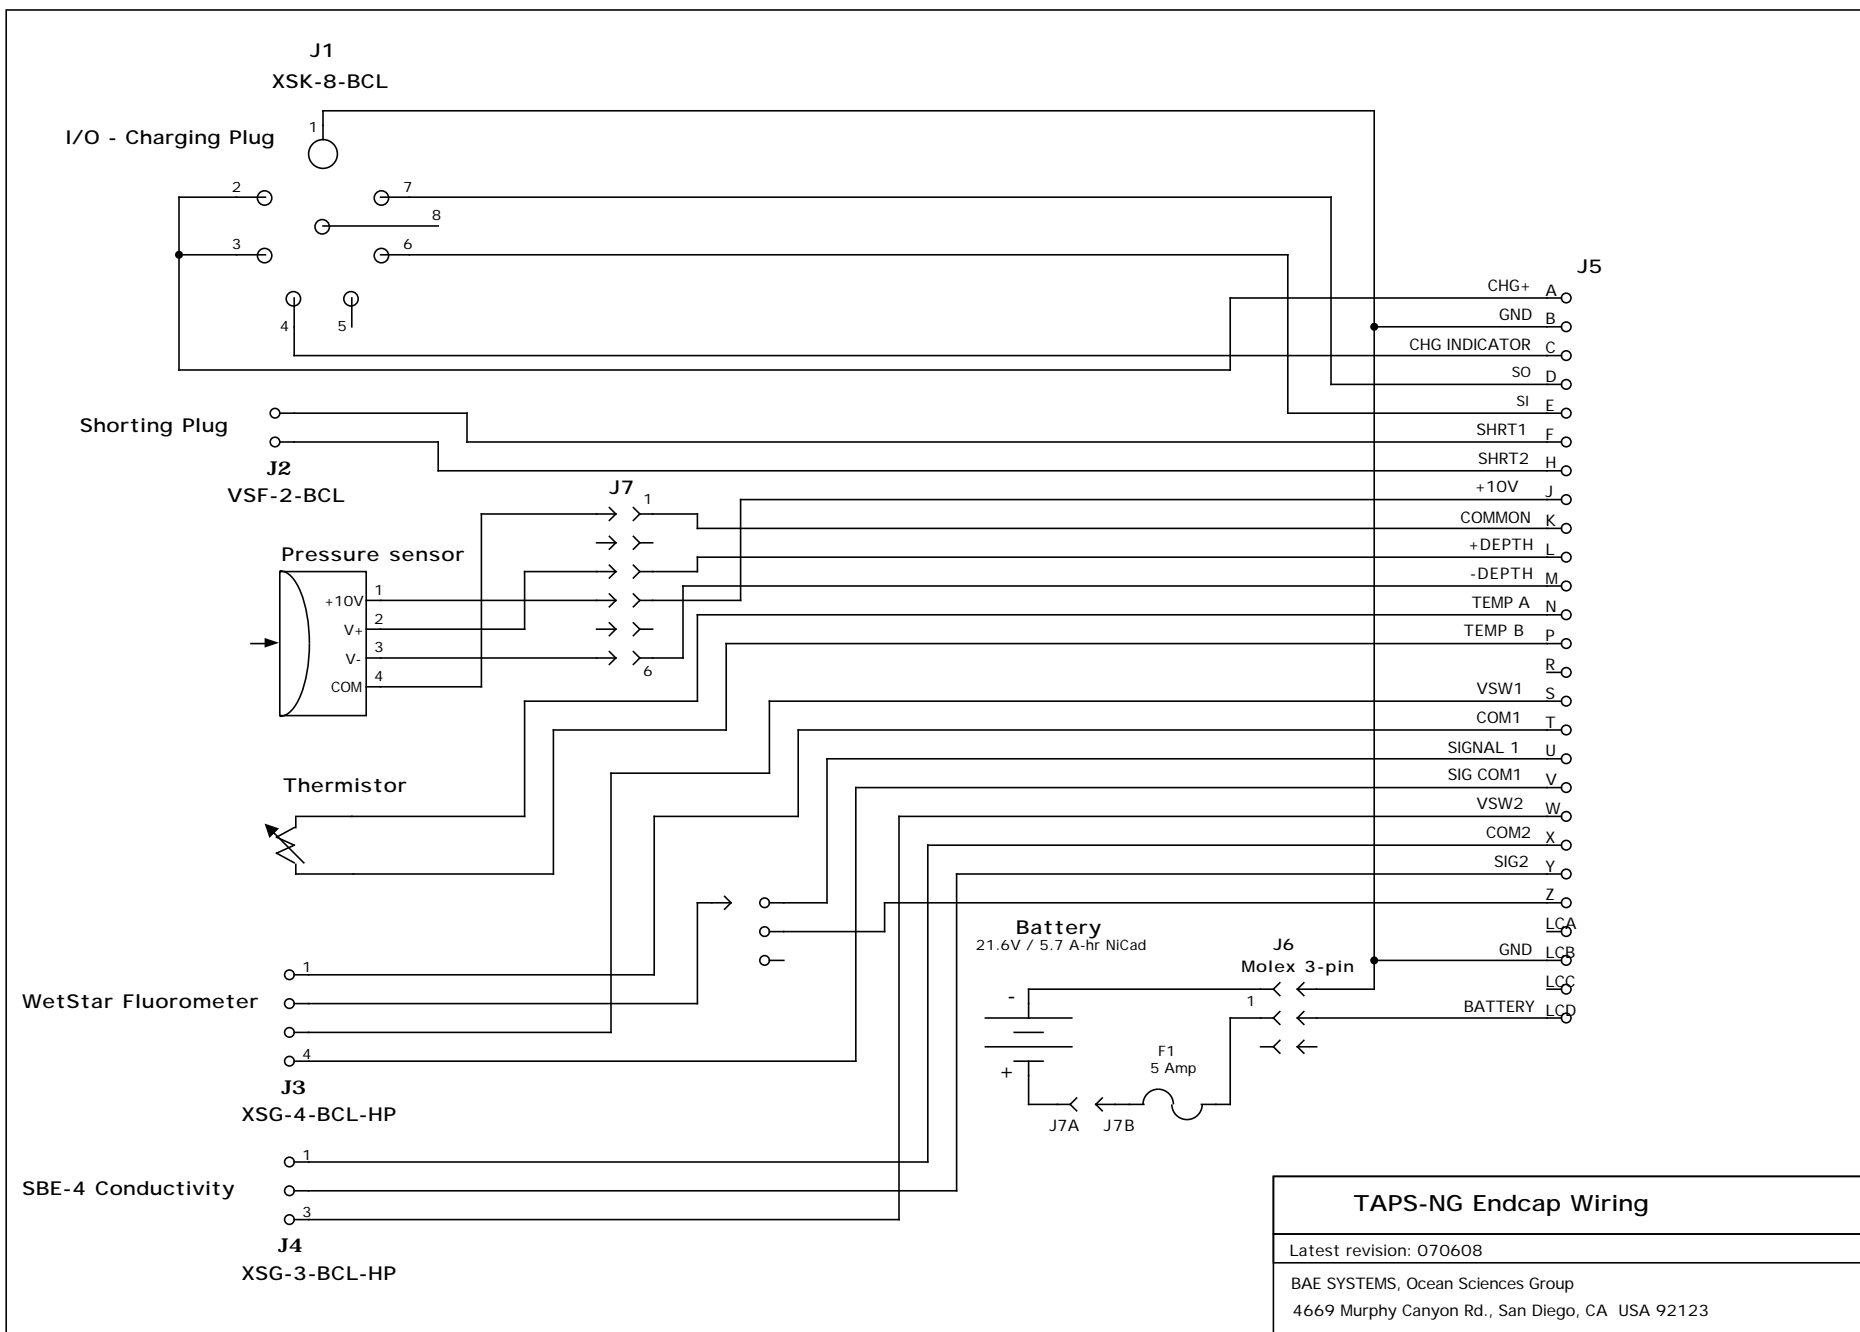 J1
XSK-8-BCL
I/O - Charging Plug
1
2
7
8
3
6
4
5
J5
CHG+ A
GND B
CHG INDICATOR C
SO D
SI E
SHRT1 F
SHRT2 H
+10V J
COMMON K
+DEPTH L
-DEPTH M
TEMP A N
TEMP B P
R
VSW1 S
COM1 T
SIGNAL 1 U
SIG COM1 V
VSW2 W
COM2 X
SIG2 Y
Z
LCA
GND LCB
LCC
BATTERY LCD
Shorting Plug
J2
VSF-2-BCL
J7
1
6
Pressure sensor
+10V 1
V+ 2
V- 3
COM 4
Thermistor
WetStar Fluorometer
1
4
J3
XSG-4-BCL-HP
SBE-4 Conductivity
1
3
J4
XSG-3-BCL-HP
Battery
21.6V / 5.7 A-hr NiCad
-
+
J6
Molex 3-pin
1
F1
5 Amp
J7A J7B
TAPS-NG Endcap Wiring
Latest revision: 070608
BAE SYSTEMS, Ocean Sciences Group
4669 Murphy Canyon Rd., San Diego, CA USA 92123